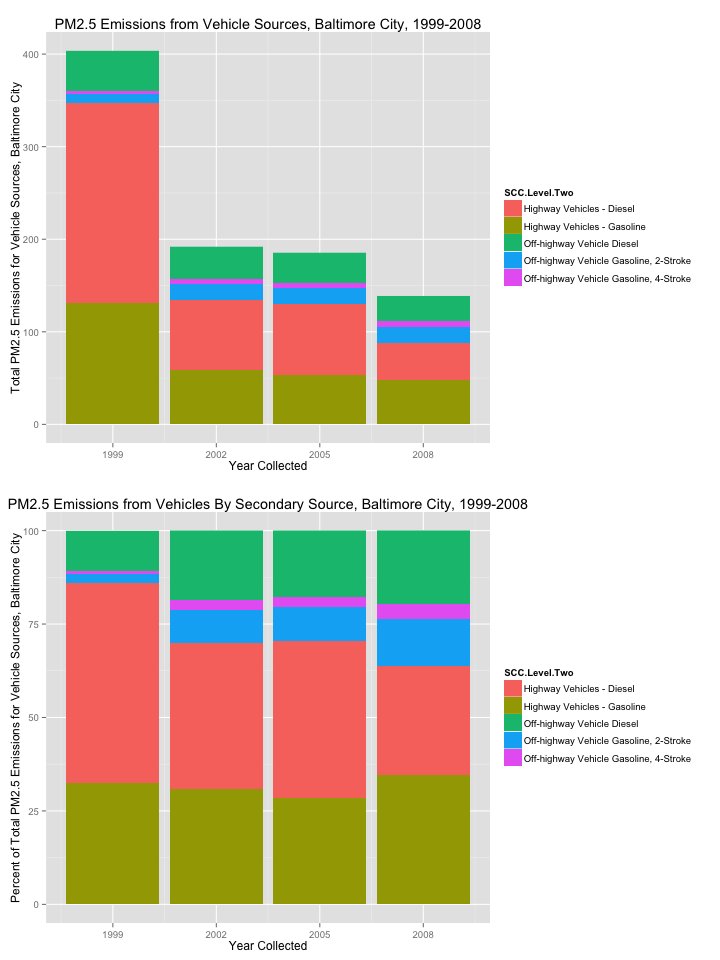 PM2.5 Emissions from Vehicle Sources, Baltimore City, 1999-2008
Total PM2.5 Emissions for Vehicle Sources, Baltimore City
400
300
200
100
0
1999 2002 2005 2008
Year Collected
SCC.Level.Two
Highway Vehicles - Diesel
Highway Vehicles - Gasoline
Off-highway Vehicle Diesel
Off-highway Vehicle Gasoline, 2-Stroke
Off-highway Vehicle Gasoline, 4-Stroke
PM2.5 Emissions from Vehicles By Secondary Source, Baltimore City, 1999-2008
Percent of Total PM2.5 Emissions for Vehicle Sources, Baltimore City
100
75
50
25
0
1999 2002 2005 2008
Year Collected
SCC.Level.Two
Highway Vehicles - Diesel
Highway Vehicles - Gasoline
Off-highway Vehicle Diesel
Off-highway Vehicle Gasoline, 2-Stroke
Off-highway Vehicle Gasoline, 4-Stroke